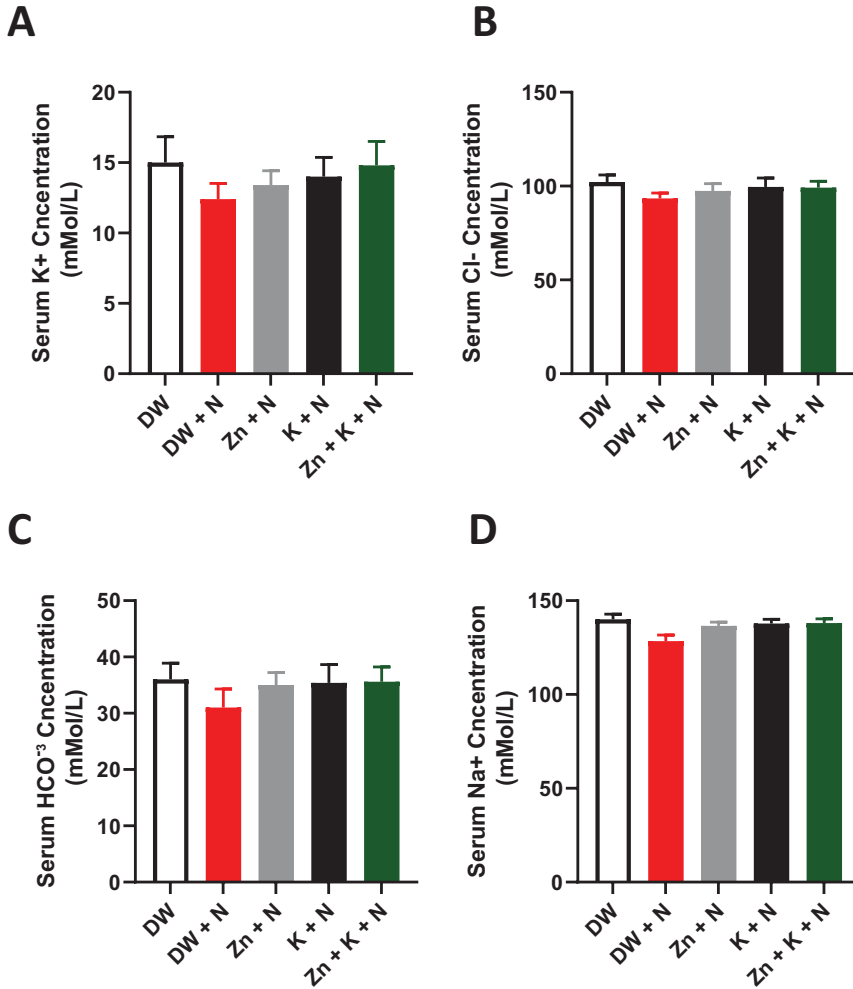 A
Serum K+ Cncentration
(mMol/L)
20
15
10
5
0
DW
DW + N
Zn + N
K + N
Zn + K + N
B
Serum Cl- Cncentration
(mMol/L)
150
100
50
0
DW
DW + N
Zn + N
K + N
Zn + K + N
C
Serum HCO⁻³ Cncentration
(mMol/L)
50
40
30
20
10
0
DW
DW + N
Zn + N
K + N
Zn + K + N
D
Serum Na+ Cncentration
(mMol/L)
150
100
50
0
DW
DW + N
Zn + N
K + N
Zn + K + N